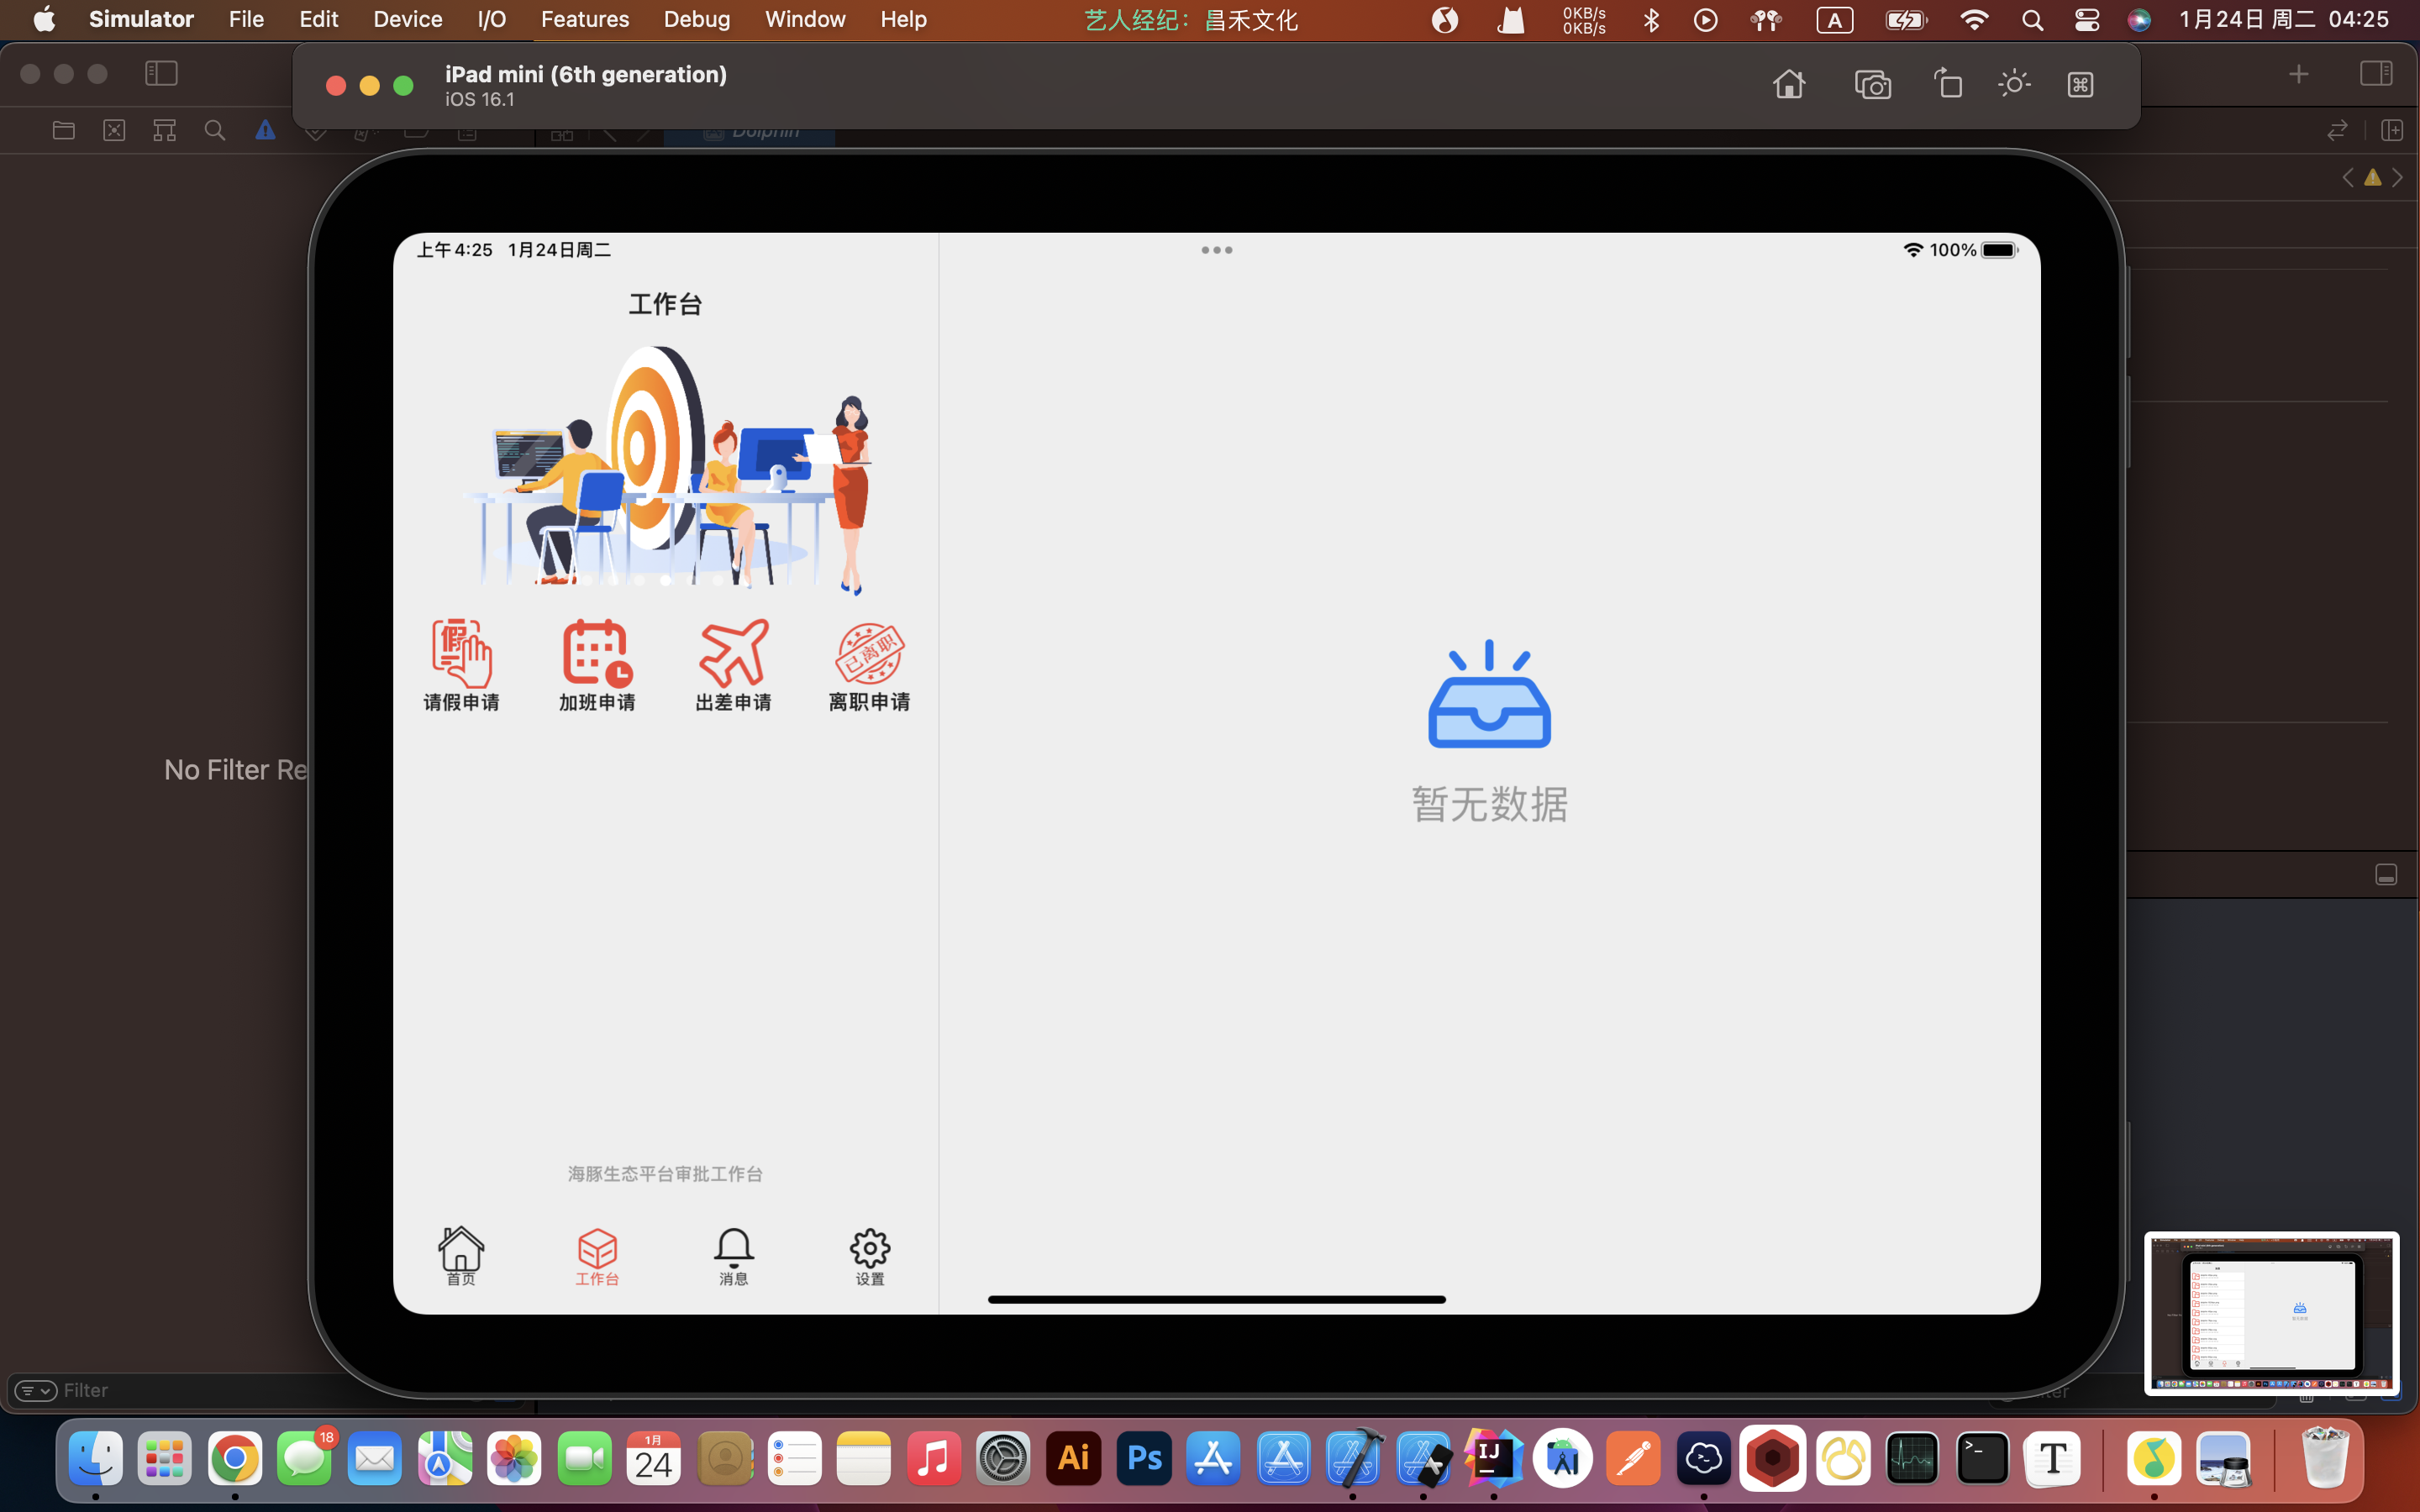 Simulator File Edit Device I/O Features Debug Window Help 艺人经纪：昌禾文化 0KB/s 0KB/s A 1月24日 周二 04:25
iPad mini (6th generation)
iOS 16.1
Dolphin
上午4:25 1月24日周二 100%
工作台
请假申请 加班申请 出差申请 离职申请
假 已离职
No Filter Re
暂无数据
海豚生态平台审批工作台
首页 工作台 消息 设置
Filter
18 1月 24 Ai Ps IJ T